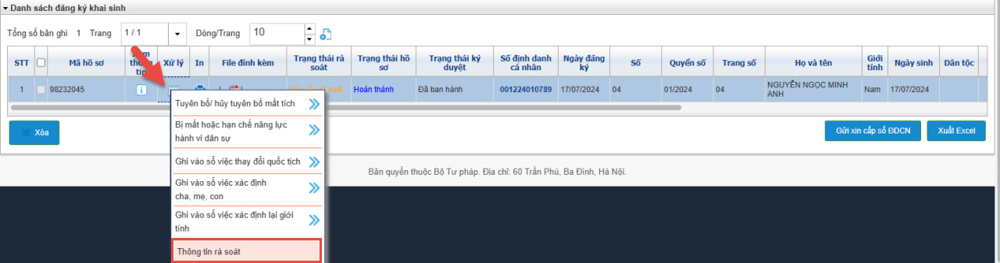 Danh sách đăng ký khai sinh
Tổng số bản ghi 1 Trang 1 / 1 Dòng/Trang 10
STT Mã hồ sơ Xem thông tin Xử lý In File đính kèm Trạng thái rà soát Trạng thái hồ sơ Trạng thái ký duyệt Số định danh cá nhân Ngày đăng ký Số Quyển số Trang số Họ và tên Giới tính Ngày sinh Dân tộc
1 98232045 Hoàn thành Đã ban hành 001224010789 17/07/2024 04 01/2024 04 NGUYỄN NGỌC MINH ANH Nam 17/07/2024
Tuyên bố/ hủy tuyên bố mất tích
Bị mất hoặc hạn chế năng lực
hành vi dân sự
Ghi vào sổ việc thay đổi quốc tịch
Ghi vào sổ việc xác định
cha, mẹ, con
Ghi vào sổ việc xác định lại giới
tính
Thông tin rà soát
Xóa
Gửi xin cấp số ĐDCN
Xuất Excel
Bản quyền thuộc Bộ Tư pháp. Địa chỉ: 60 Trần Phú, Ba Đình, Hà Nội.